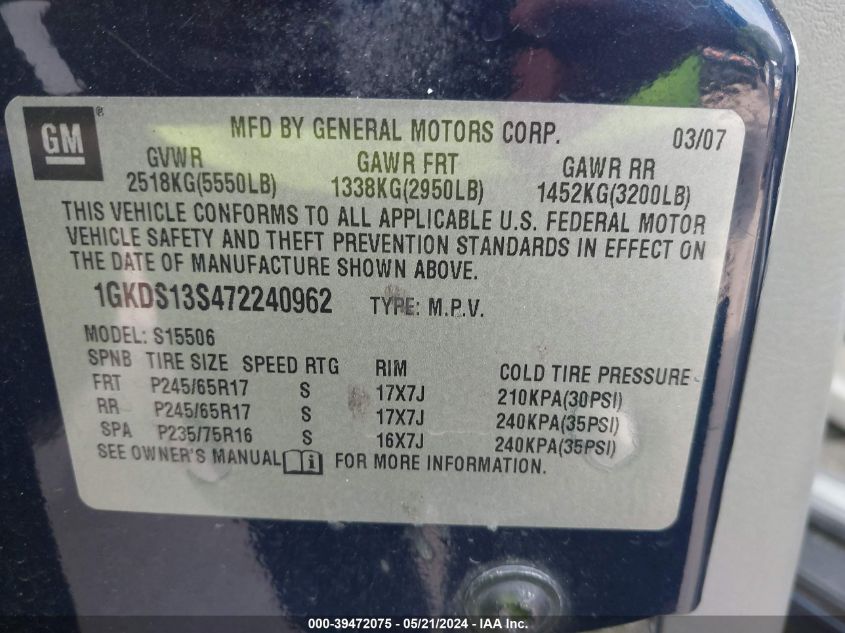 GM®
MFD BY GENERAL MOTORS CORP. 03/07
GVWR GAWR FRT GAWR RR
2518KG(5550LB) 1338KG(2950LB) 1452KG(3200LB)
THIS VEHICLE CONFORMS TO ALL APPLICABLE U.S. FEDERAL MOTOR
VEHICLE SAFETY AND THEFT PREVENTION STANDARDS IN EFFECT ON
THE DATE OF MANUFACTURE SHOWN ABOVE.
1GKDS13S472240962 TYPE: M.P.V.
MODEL: S15506
SPNB TIRE SIZE SPEED RTG RIM COLD TIRE PRESSURE
FRT P245/65R17 S 17X7J 210KPA(30PSI)
RR P245/65R17 S 17X7J 240KPA(35PSI)
SPA P235/75R16 S 16X7J 240KPA(35PSI)
SEE OWNER'S MANUAL i FOR MORE INFORMATION.
000-39472075 - 05/21/2024 - IAA Inc.